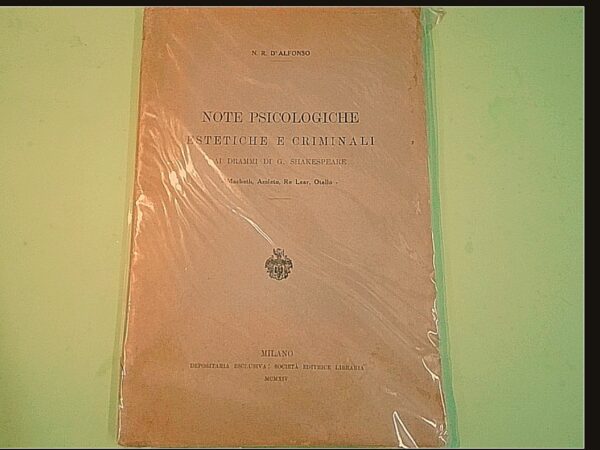 N. R. D'ALFONSO
NOTE PSICOLOGICHE
ESTETICHE E CRIMINALI
AI DRAMMI DI G. SHAKESPEARE
Macbeth, Amleto, Re Lear, Otello -
MILANO
DEPOSITARIA ESCLUSIVA: SOCIETÀ EDITRICE LIBRARIA
MCMXIV